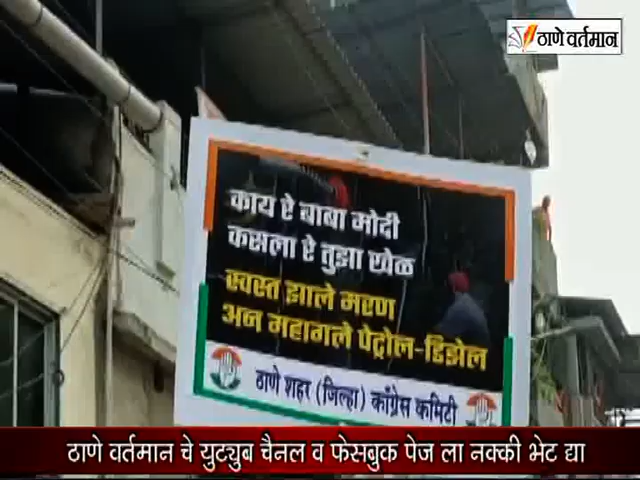 ठाणे वर्तमान
काय ऐ बाबा मोदी
कसला ऐ तुझा खेळ
स्वस्त झाले मरण
अन महागले पेट्रोल-डिझेल
ठाणे शहर (जिल्हा) काँग्रेस कमिटी
ठाणे वर्तमान चे युट्युब चैनल व फेसबुक पेज ला नक्की भेट द्या